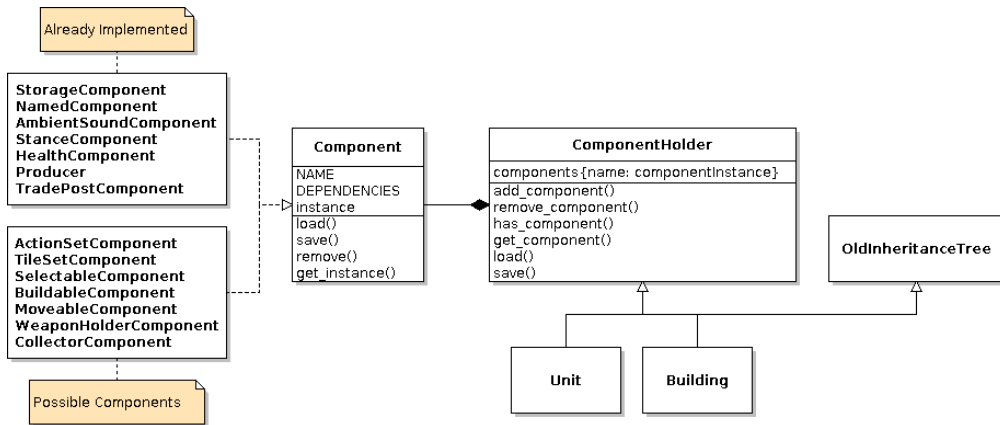 Already Implemented
StorageComponent
NamedComponent
AmbientSoundComponent
StanceComponent
HealthComponent
Producer
TradePostComponent
ActionSetComponent
TileSetComponent
SelectableComponent
BuildableComponent
MoveableComponent
WeaponHolderComponent
CollectorComponent
Possible Components
Component
NAME
DEPENDENCIES
instance
load()
save()
remove()
get_instance()
ComponentHolder
components{name: componentInstance}
add_component()
remove_component()
has_component()
get_component()
load()
save()
OldInheritanceTree
Unit
Building